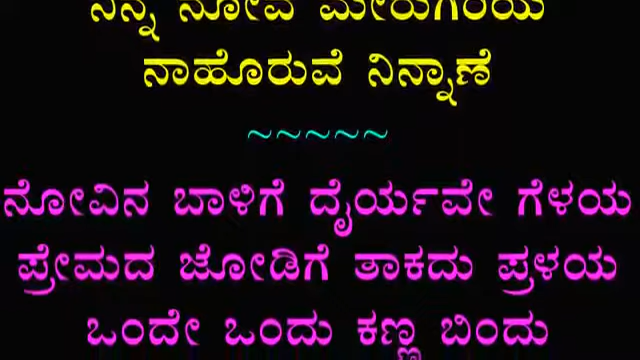 ನಿನ್ನ ನೋವ ಮೇರುಗಿರಿಯ
ನಾಹೊರುವೆ ನಿನ್ನಾಣೆ
~~~~~
ನೋವಿನ ಬಾಳಿಗೆ ದೈರ್ಯವೇ ಗೆಳಯ
ಪ್ರೇಮದ ಜೋಡಿಗೆ ತಾಕದು ಪ್ರಳಯ
ಒಂದೇ ಒಂದು ಕಣ್ಣ ಬಿಂದು